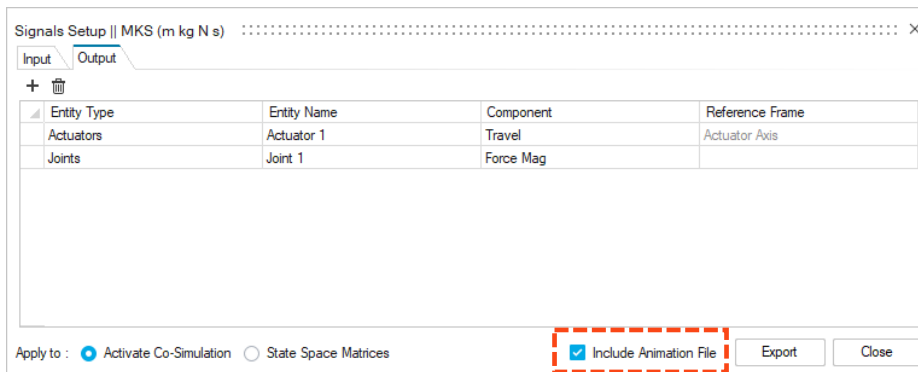 Signals Setup || MKS (m kg N s)
Input Output
Entity Type Entity Name Component Reference Frame
Actuators Actuator 1 Travel Actuator Axis
Joints Joint 1 Force Mag
Apply to : Activate Co-Simulation State Space Matrices Include Animation File Export Close